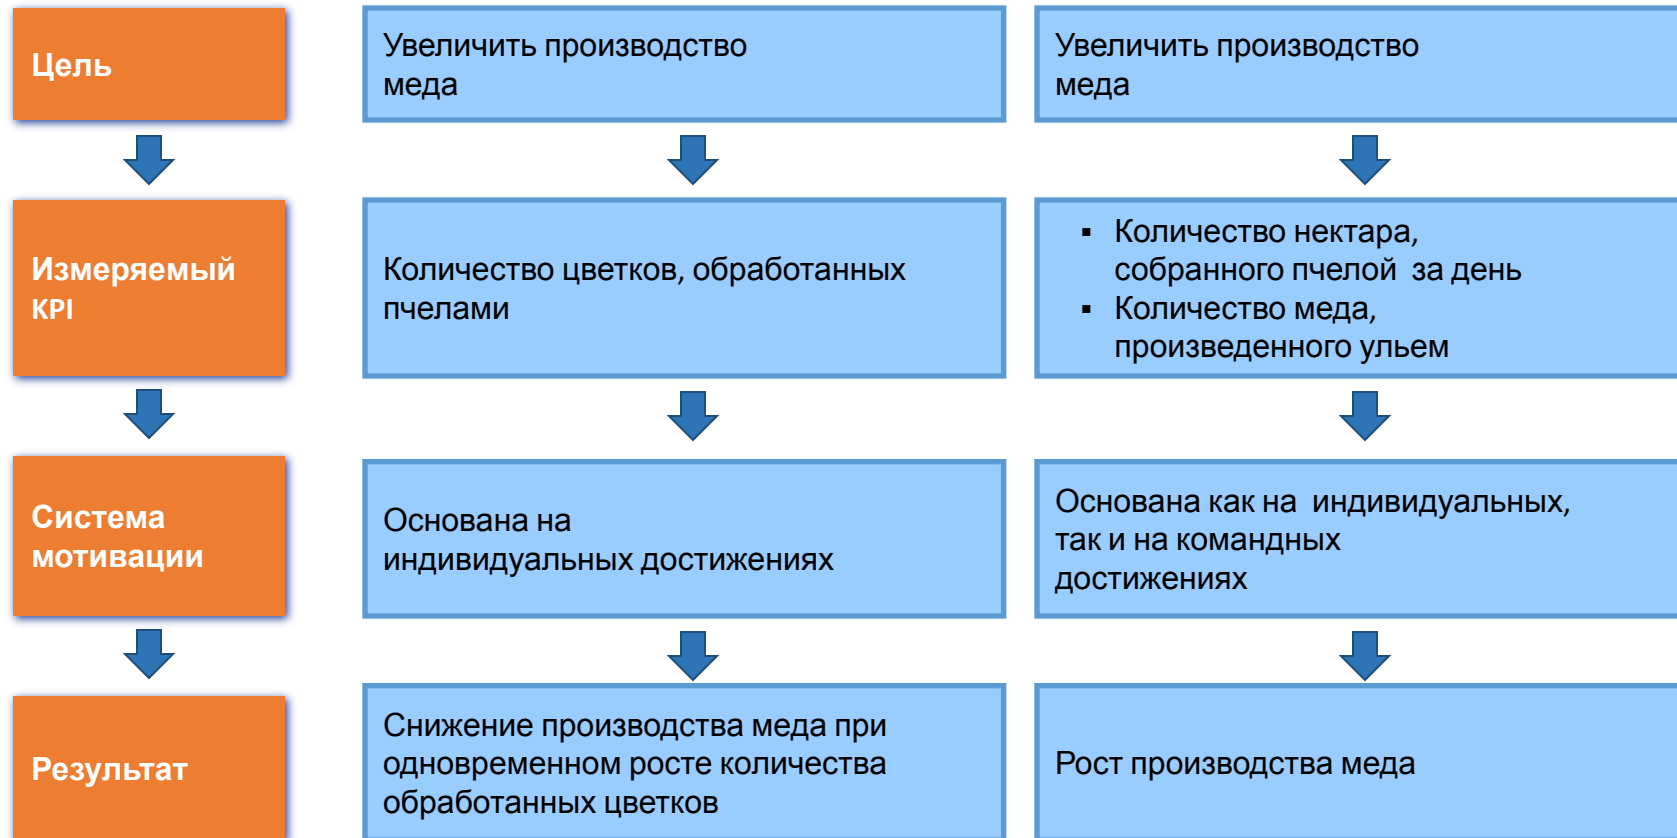 Цель
Увеличить производство
меда
Увеличить производство
меда
Измеряемый
KPI
Количество цветков, обработанных
пчелами
▪ Количество нектара,
собранного пчелой  за день
▪ Количество меда,
произведенного ульем
Система
мотивации
Основана на
индивидуальных достижениях
Основана как на  индивидуальных,
так и на командных
достижениях
Результат
Снижение производства меда при
одновременном росте количества
обработанных цветков
Рост производства меда